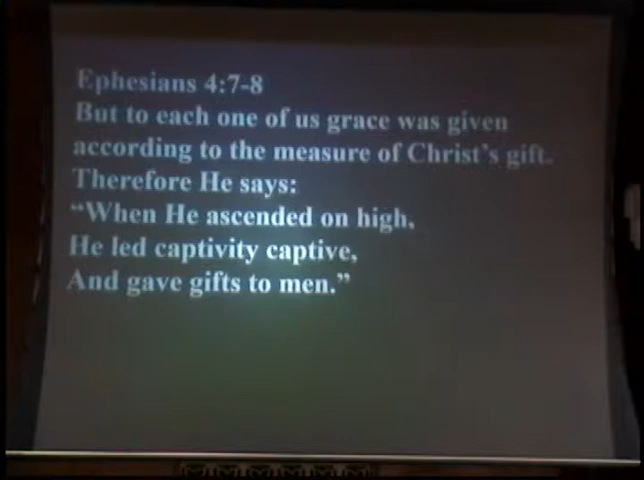 Ephesians 4:7-8
But to each one of us grace was given
according to the measure of Christ's gift.
Therefore He says:
“When He ascended on high,
He led captivity captive,
And gave gifts to men.”